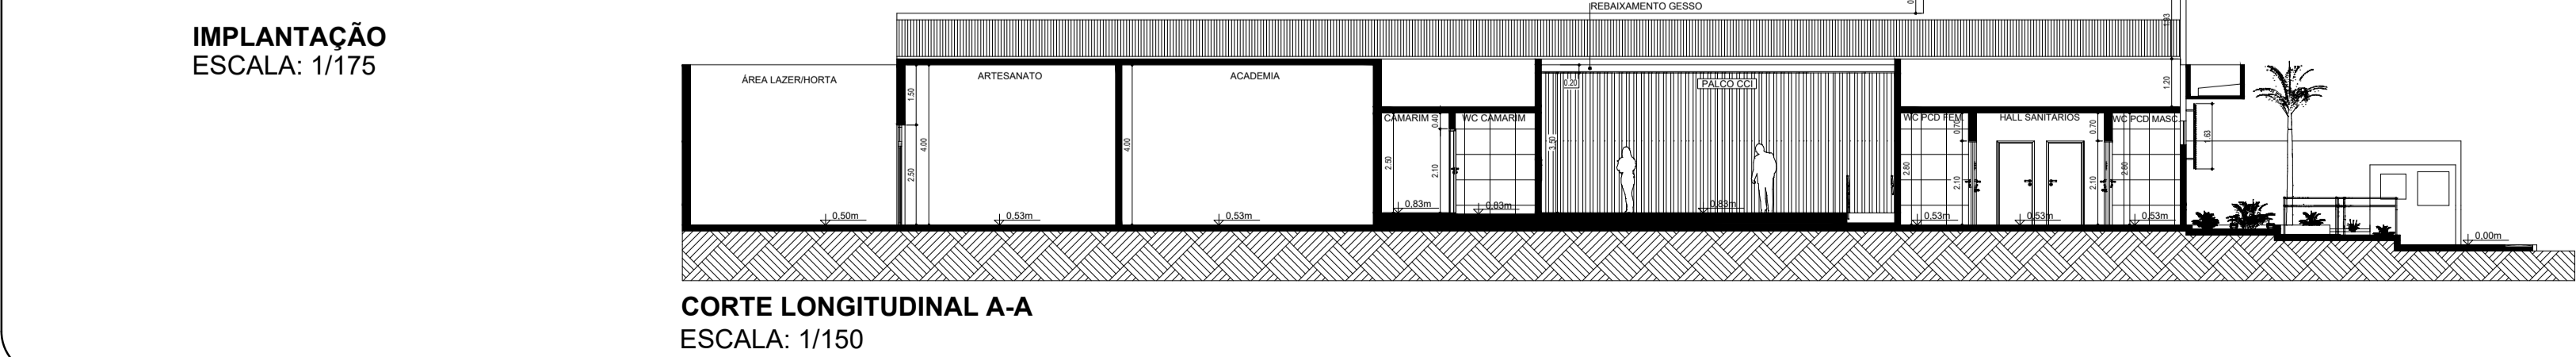 IMPLANTAÇÃO
ESCALA: 1/175
REBAIXAMENTO GESSO
1.93
ÁREA LAZER/HORTA
ARTESANATO
ACADEMIA
0.20
PALCO CCI
1.20
1.50
4.00
2.50
4.00
CAMARIM
0.40
WC CAMARIM
2.50
2.10
3.50
WC PCD FEM.
0.70
HALL SANITÁRIOS
0.70
WC PCD MASC.
1.63
2.80
2.10
2.10
2.80
0,50m
0,53m
0,53m
0,83m
0,83m
0,83m
0,53m
0,53m
0,53m
0,00m
CORTE LONGITUDINAL A-A
ESCALA: 1/150